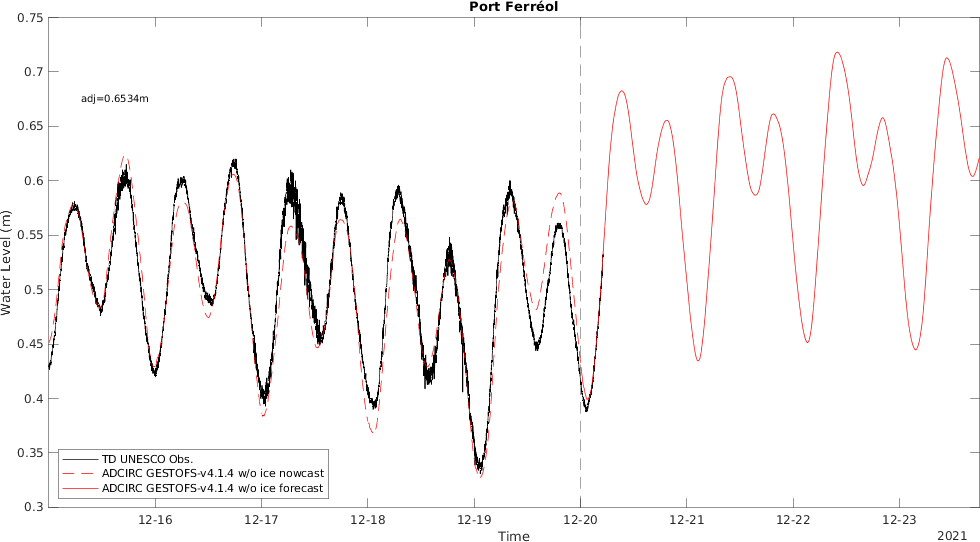 Port Ferréol
0.75
0.7
adj=0.6534m
0.65
0.6
0.55
Water Level (m)
0.5
0.45
0.4
0.35
TD UNESCO Obs.
ADCIRC GESTOFS-v4.1.4 w/o ice nowcast
ADCIRC GESTOFS-v4.1.4 w/o ice forecast
0.3
12-16 12-17 12-18 12-19 12-20 12-21 12-22 12-23
Time
2021